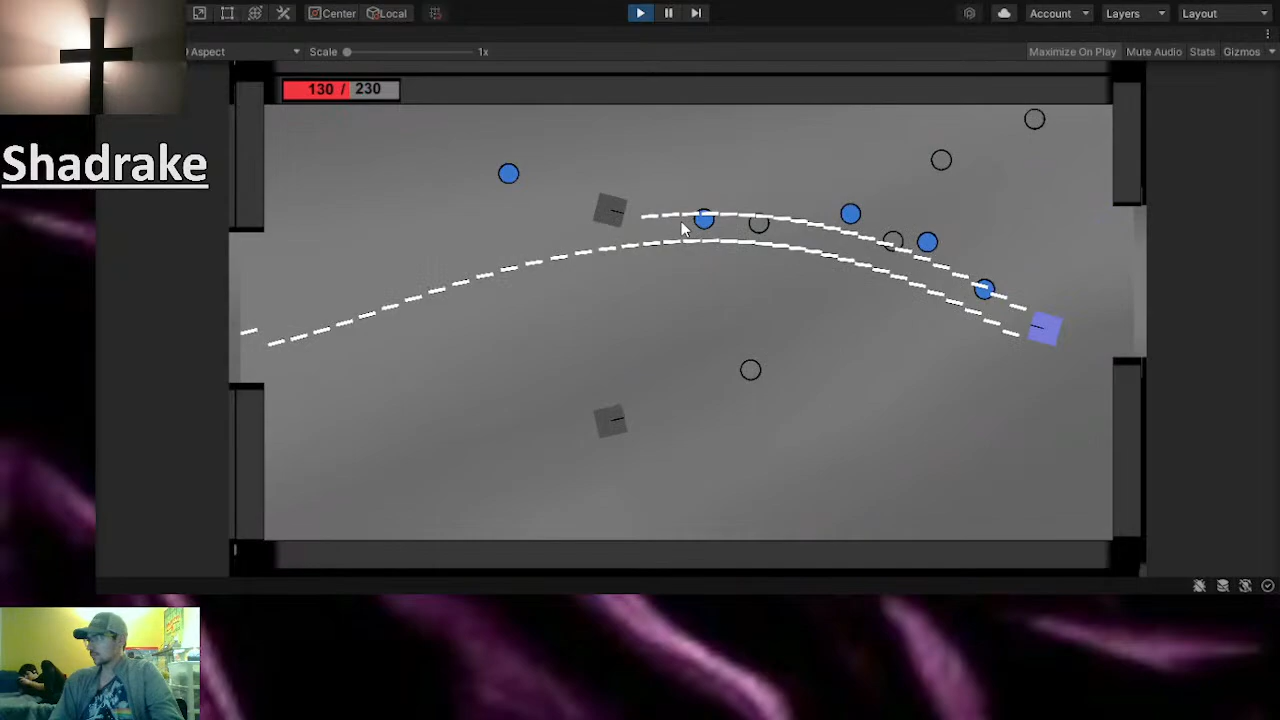 Center
Local
Account
Layers
Layout
Aspect
Scale
1x
Maximize On Play
Mute Audio
Stats
Gizmos
130 / 230
Shadrake